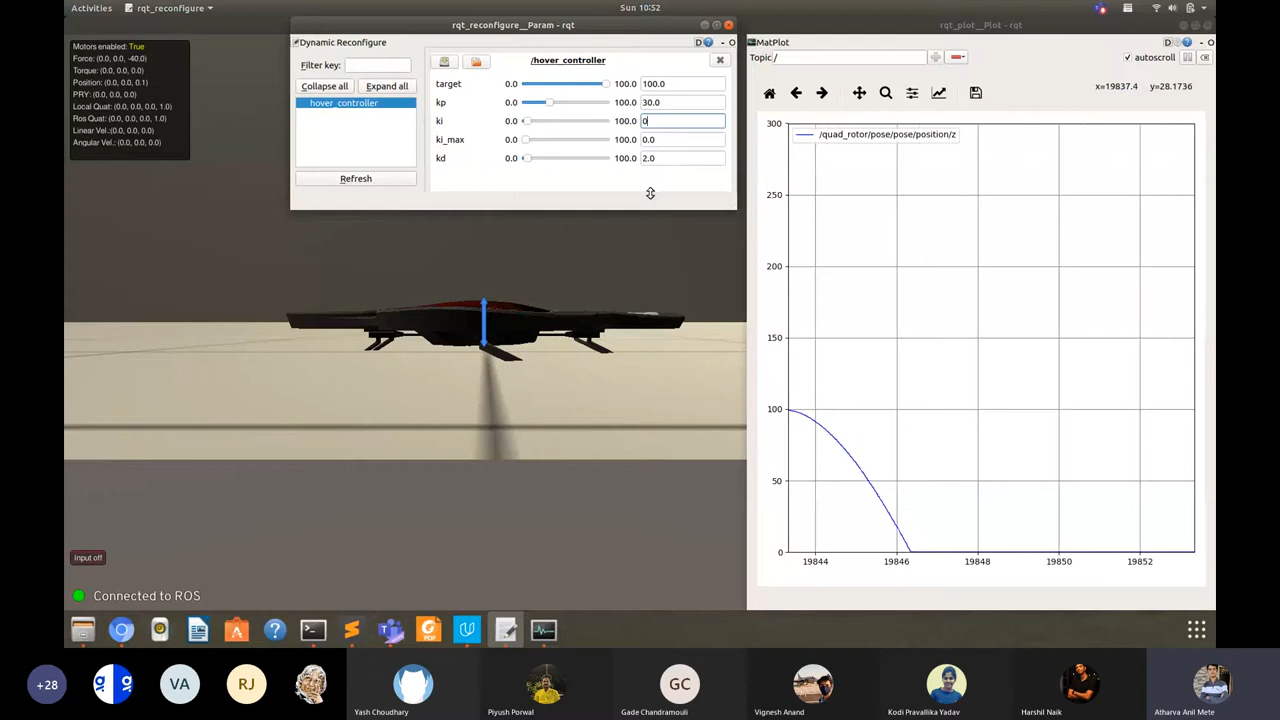 Activities
rqt_reconfigure
Sun 10:52
rqt_reconfigure__Param - rqt
rqt_plot__Plot - rqt
Motors enabled: True
Force: (0.0, 0.0, -40.0)
Torque: (0.0, 0.0, 0.0)
Position: (0.0, 0.0, 0.1)
PRY: (0.0, 0.0, 0.0)
Local Quat: (0.0, 0.0, 0.0, 1.0)
Ros Quat: (0.0, 0.0, 0.0, 1.0)
Linear Vel.:(0.0, 0.0, 0.0)
Angular Vel.: (0.0, 0.0, 0.0)
Dynamic Reconfigure
D
- O
Filter key:
Collapse all
Expand all
hover_controller
Refresh
/hover_controller
target 0.0 100.0 100.0
kp 0.0 100.0 30.0
ki 0.0 100.0 0
ki_max 0.0 100.0 0.0
kd 0.0 100.0 2.0
MatPlot
D
- O
Topic /
autoscroll
x=19837.4 y=28.1736
/quad_rotor/pose/pose/position/z
300
250
200
150
100
50
0
19844 19846 19848 19850 19852
Input off
Connected to ROS
PDF
+28
VA
RJ
GC
Yash Choudhary
Piyush Porwal
Gade Chandramouli
Vignesh Anand
Kodi Pravallika Yadav
Harshil Naik
Atharva Anil Mete